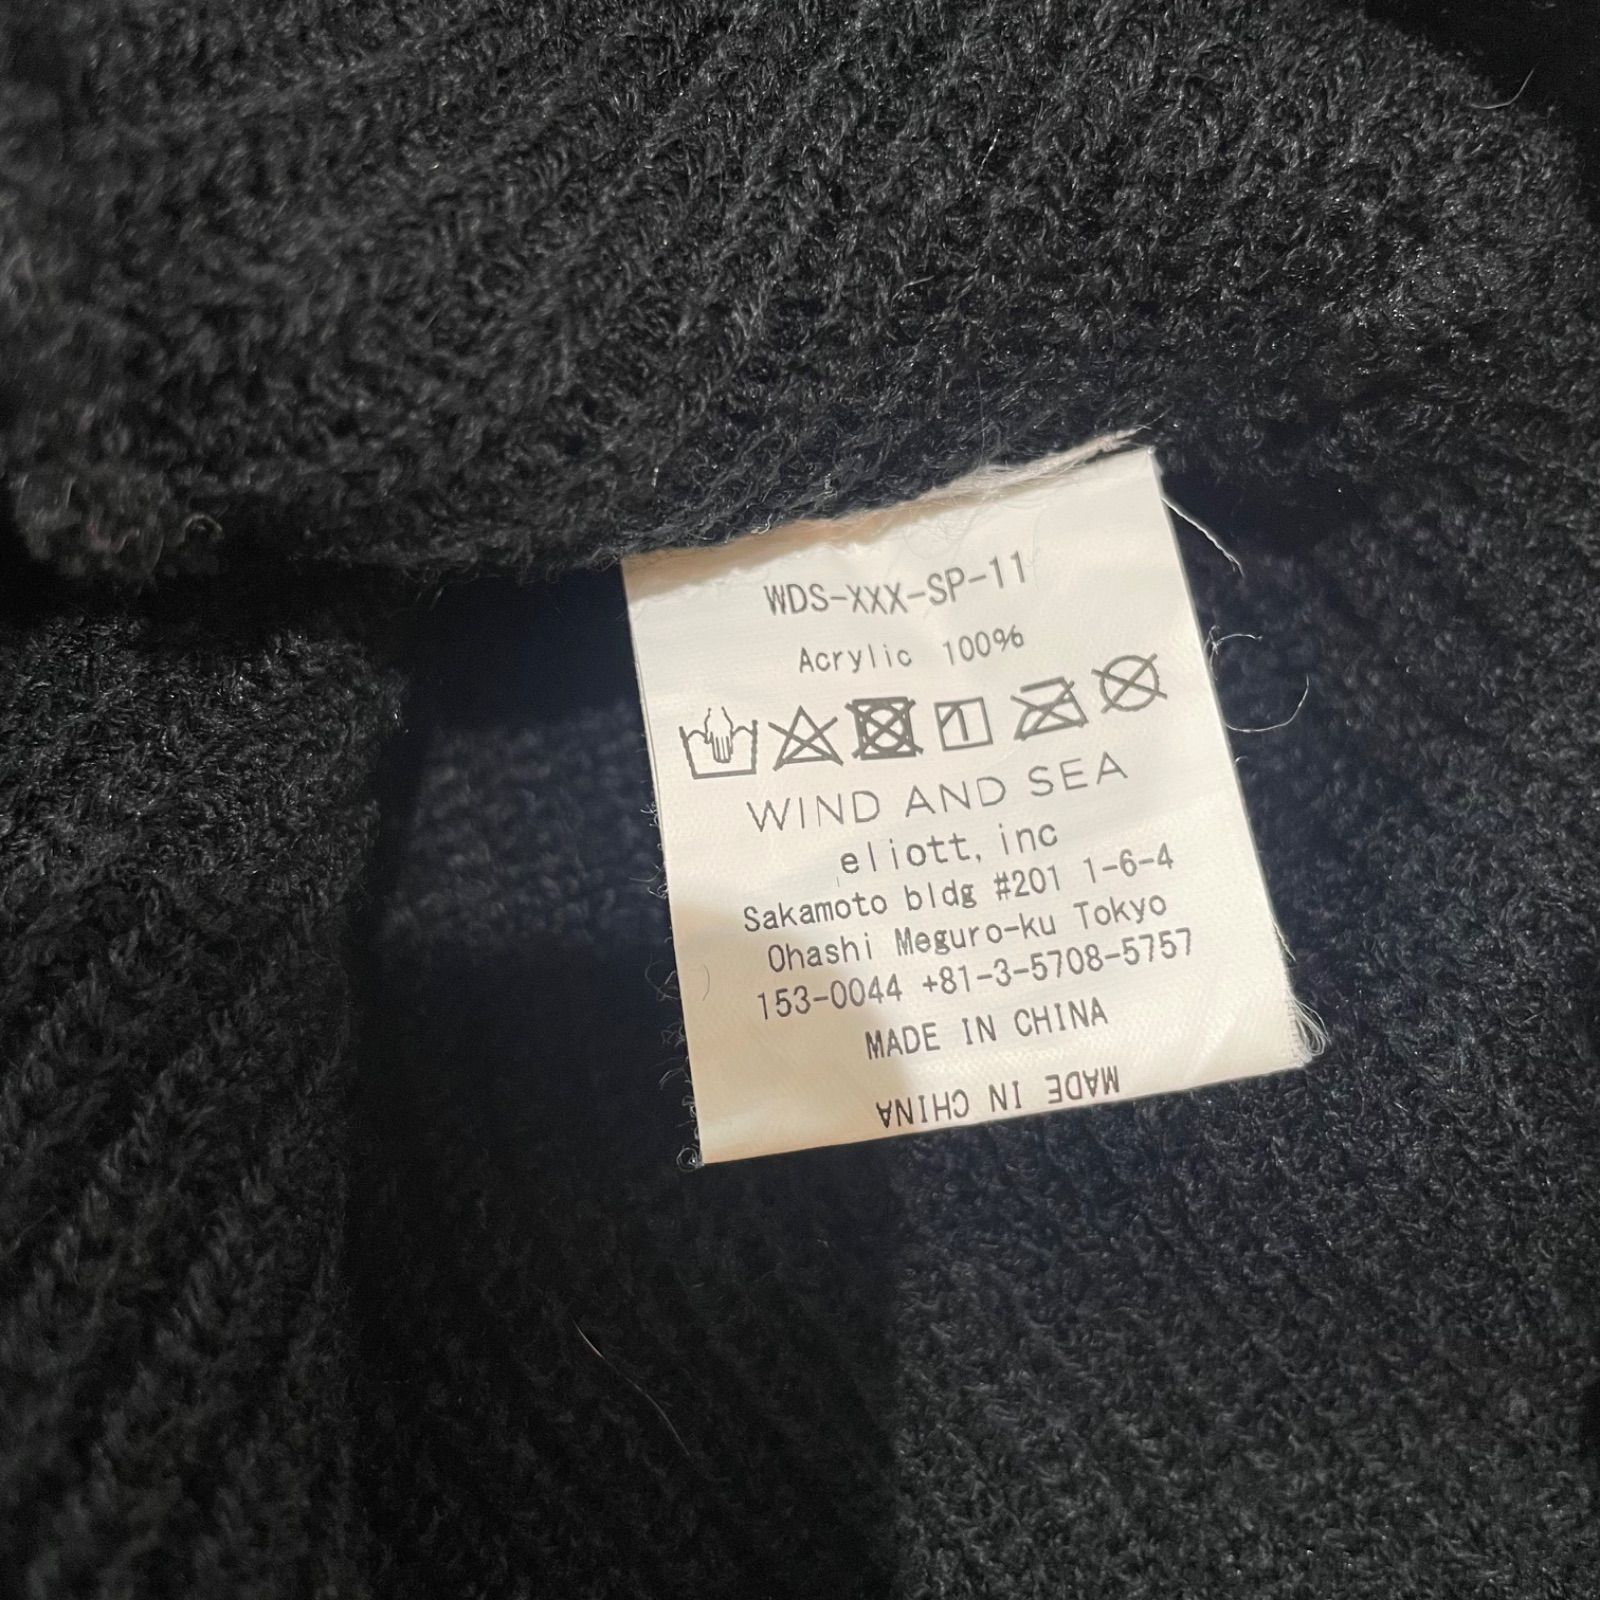 WDS-XXX-SP-11
Acrylic 100%
WIND AND SEA
eliott, inc
Sakamoto bldg #201 1-6-4
Ohashi Meguro-ku Tokyo
153-0044 +81-3-5708-5757
MADE IN CHINA
MADE IN CHINA